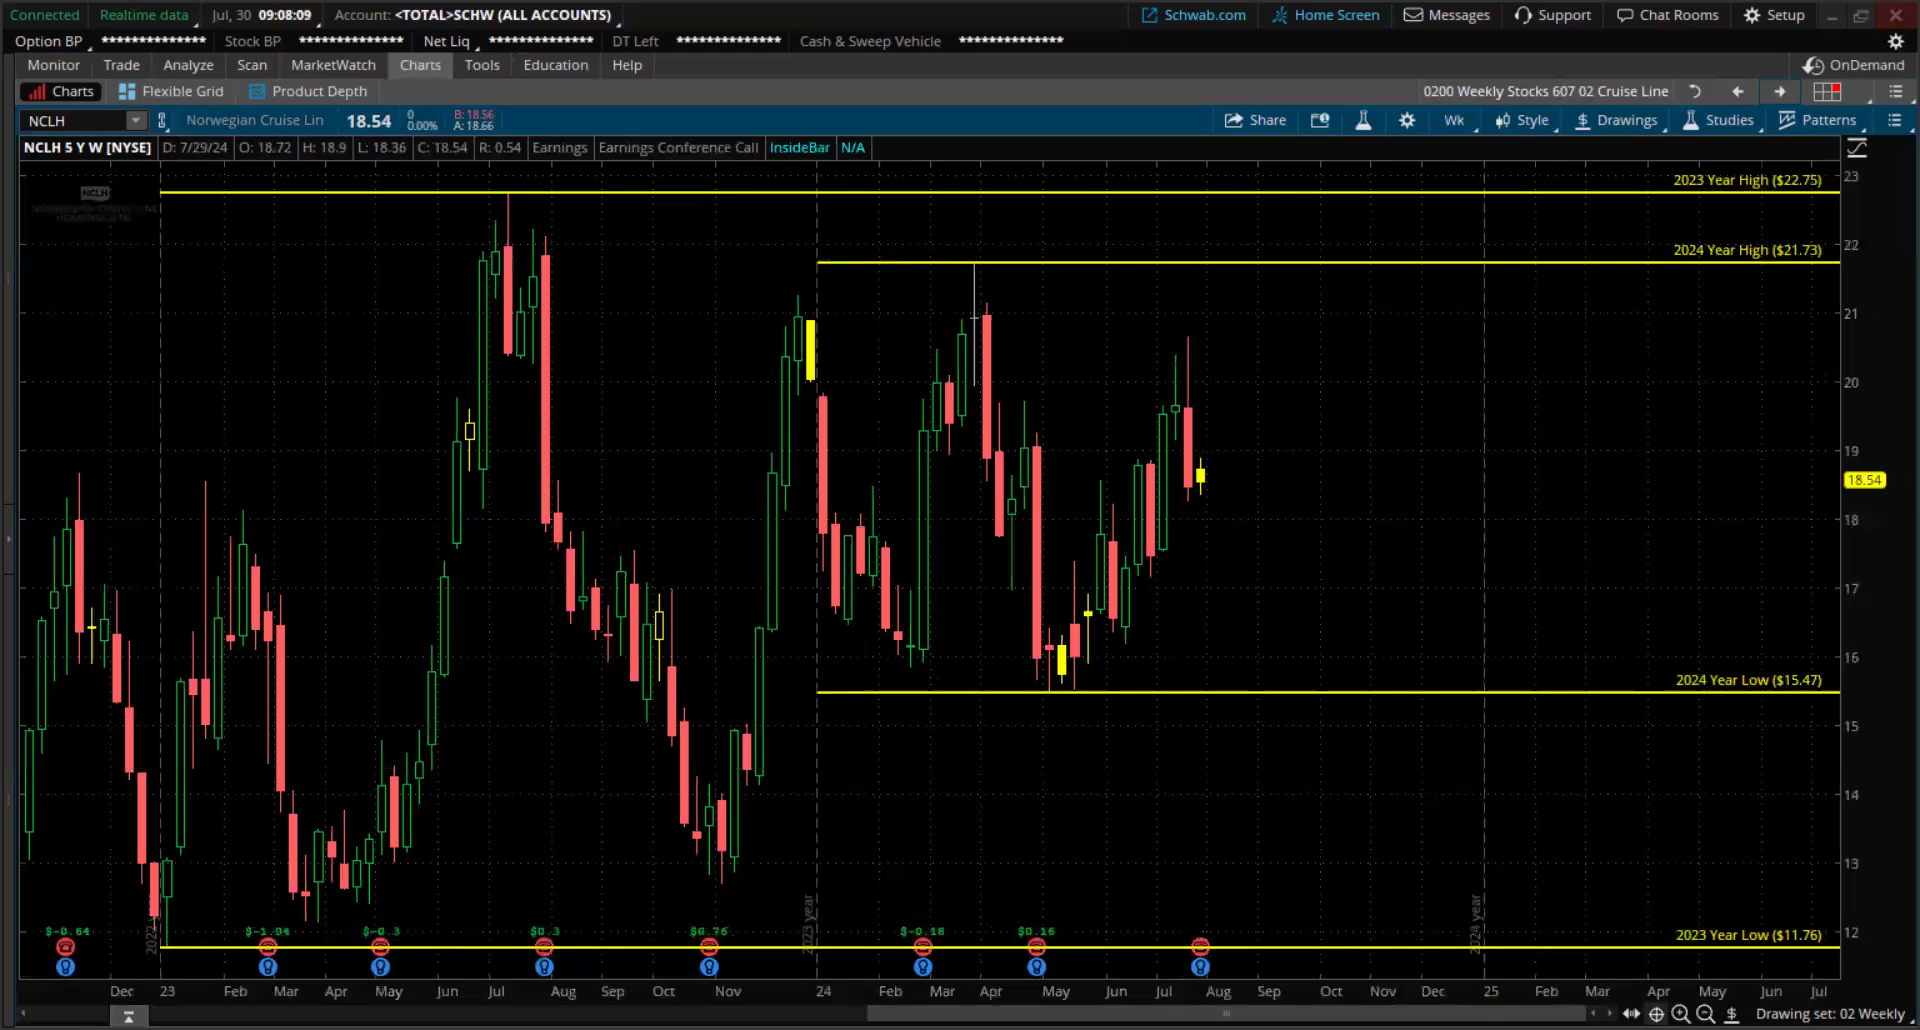 Connected Realtime data Jul, 30 09:08:09 Account: <TOTAL>SCHW (ALL ACCOUNTS) Schwab.com Home Screen Messages Support Chat Rooms Setup
Option BP ************** Stock BP ************** Net Liq ************** DT Left ************** Cash & Sweep Vehicle **************
Monitor Trade Analyze Scan MarketWatch Charts Tools Education Help OnDemand
Charts Flexible Grid Product Depth 0200 Weekly Stocks 607 02 Cruise Line
NCLH Norwegian Cruise Lin 18.54 0 B: 18.56 Share Wk Style Drawings Studies Patterns
0.00% A: 18.66
NCLH 5 Y W [NYSE] D: 7/29/24 O: 18.72 H: 18.9 L: 18.36 C: 18.54 R: 0.54 Earnings Earnings Conference Call InsideBar N/A
2023 Year High ($22.75) 23
NCLH
2024 Year High ($21.73) 22
21
20
19
18.54
18
17
16
2024 Year Low ($15.47)
15
14
13
2022 year 2023 year 2024 year
$-0.64 $-1.04 $-0.3 $0.3 $0.76 $-0.18 $0.16 2023 Year Low ($11.76) 12
Dec 23 Feb Mar Apr May Jun Jul Aug Sep Oct Nov 24 Feb Mar Apr May Jun Jul Aug Sep Oct Nov Dec 25 Feb Mar Apr May Jun Jul
Drawing set: 02 Weekly